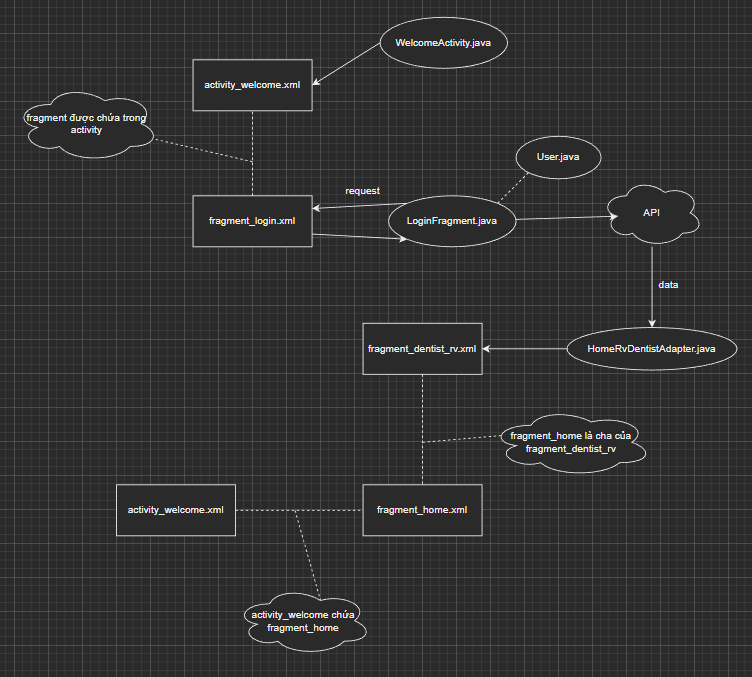 WelcomeActivity.java
activity_welcome.xml
fragment được chứa trong
activity
User.java
request
fragment_login.xml
LoginFragment.java
API
data
fragment_dentist_rv.xml
HomeRvDentistAdapter.java
fragment_home là cha của
fragment_dentist_rv
activity_welcome.xml
fragment_home.xml
activity_welcome chứa
fragment_home